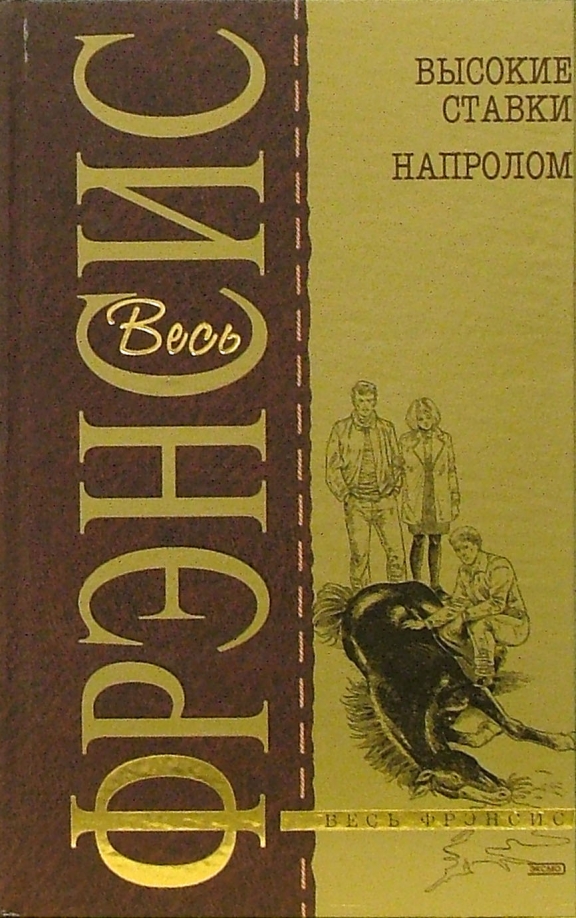 ФРЭНСИС
Весь
ВЫСОКИЕ
СТАВКИ
НАПРОЛОМ
ВЕСЬ ФРЭНСИС
ЭКСМО